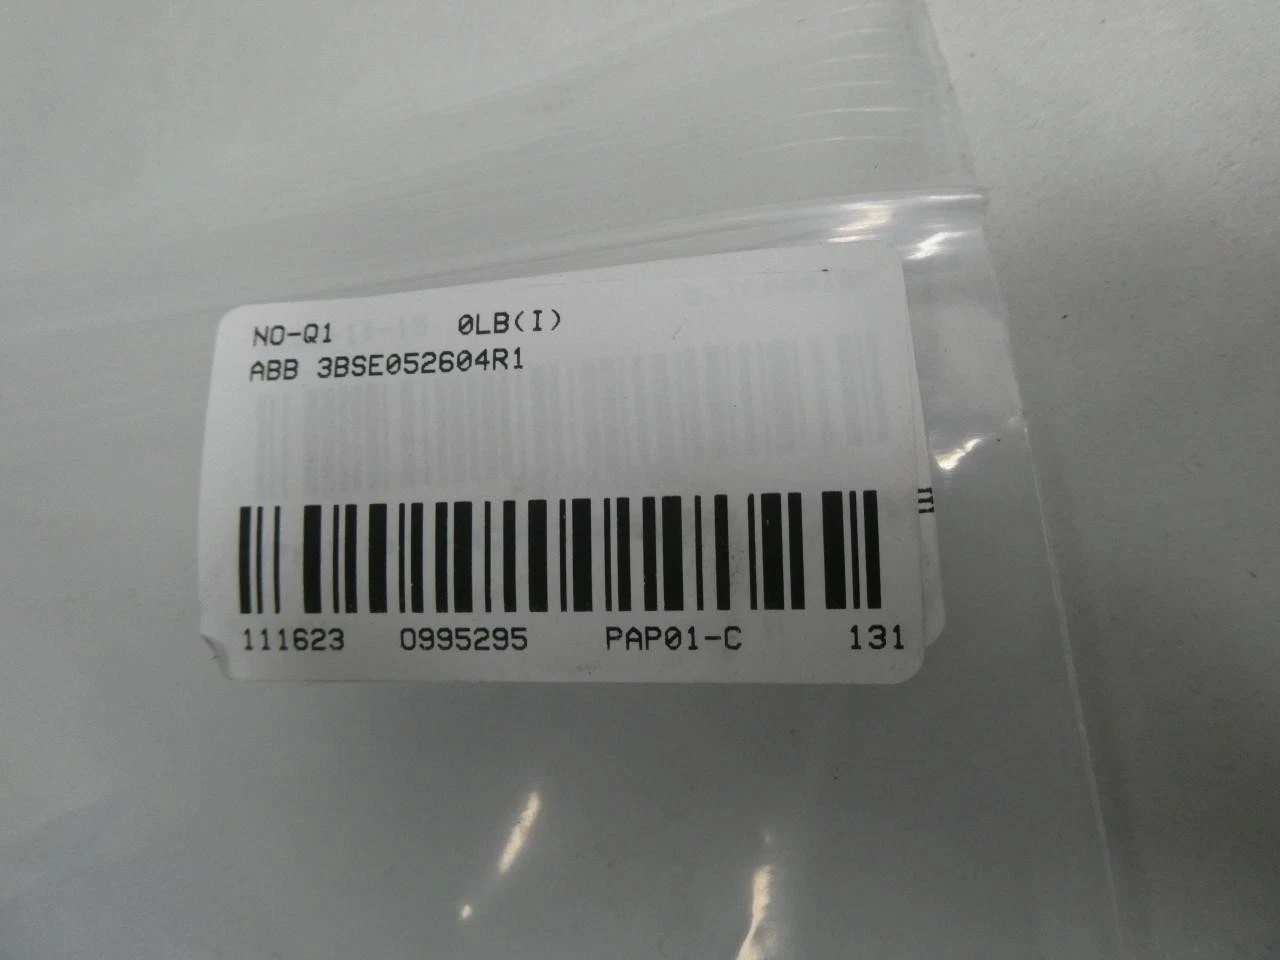 NO-Q1 0LB(I)
ABB 3BSE052604R1
111623 0995295 PAP01-C 131